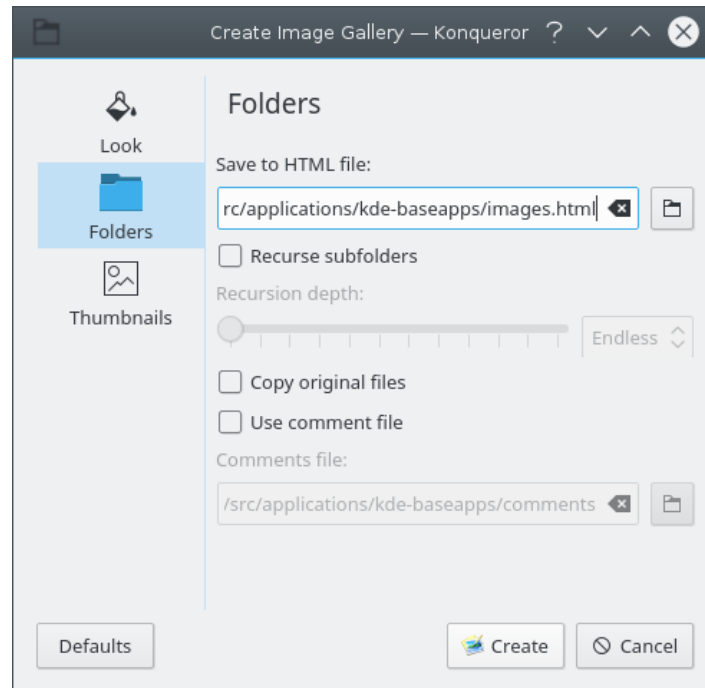 Create Image Gallery — Konqueror
Look
Folders
Thumbnails
Folders
Save to HTML file:
rc/applications/kde-baseapps/images.html
Recurse subfolders
Recursion depth:
Endless
Copy original files
Use comment file
Comments file:
/src/applications/kde-baseapps/comments
Defaults
Create
Cancel